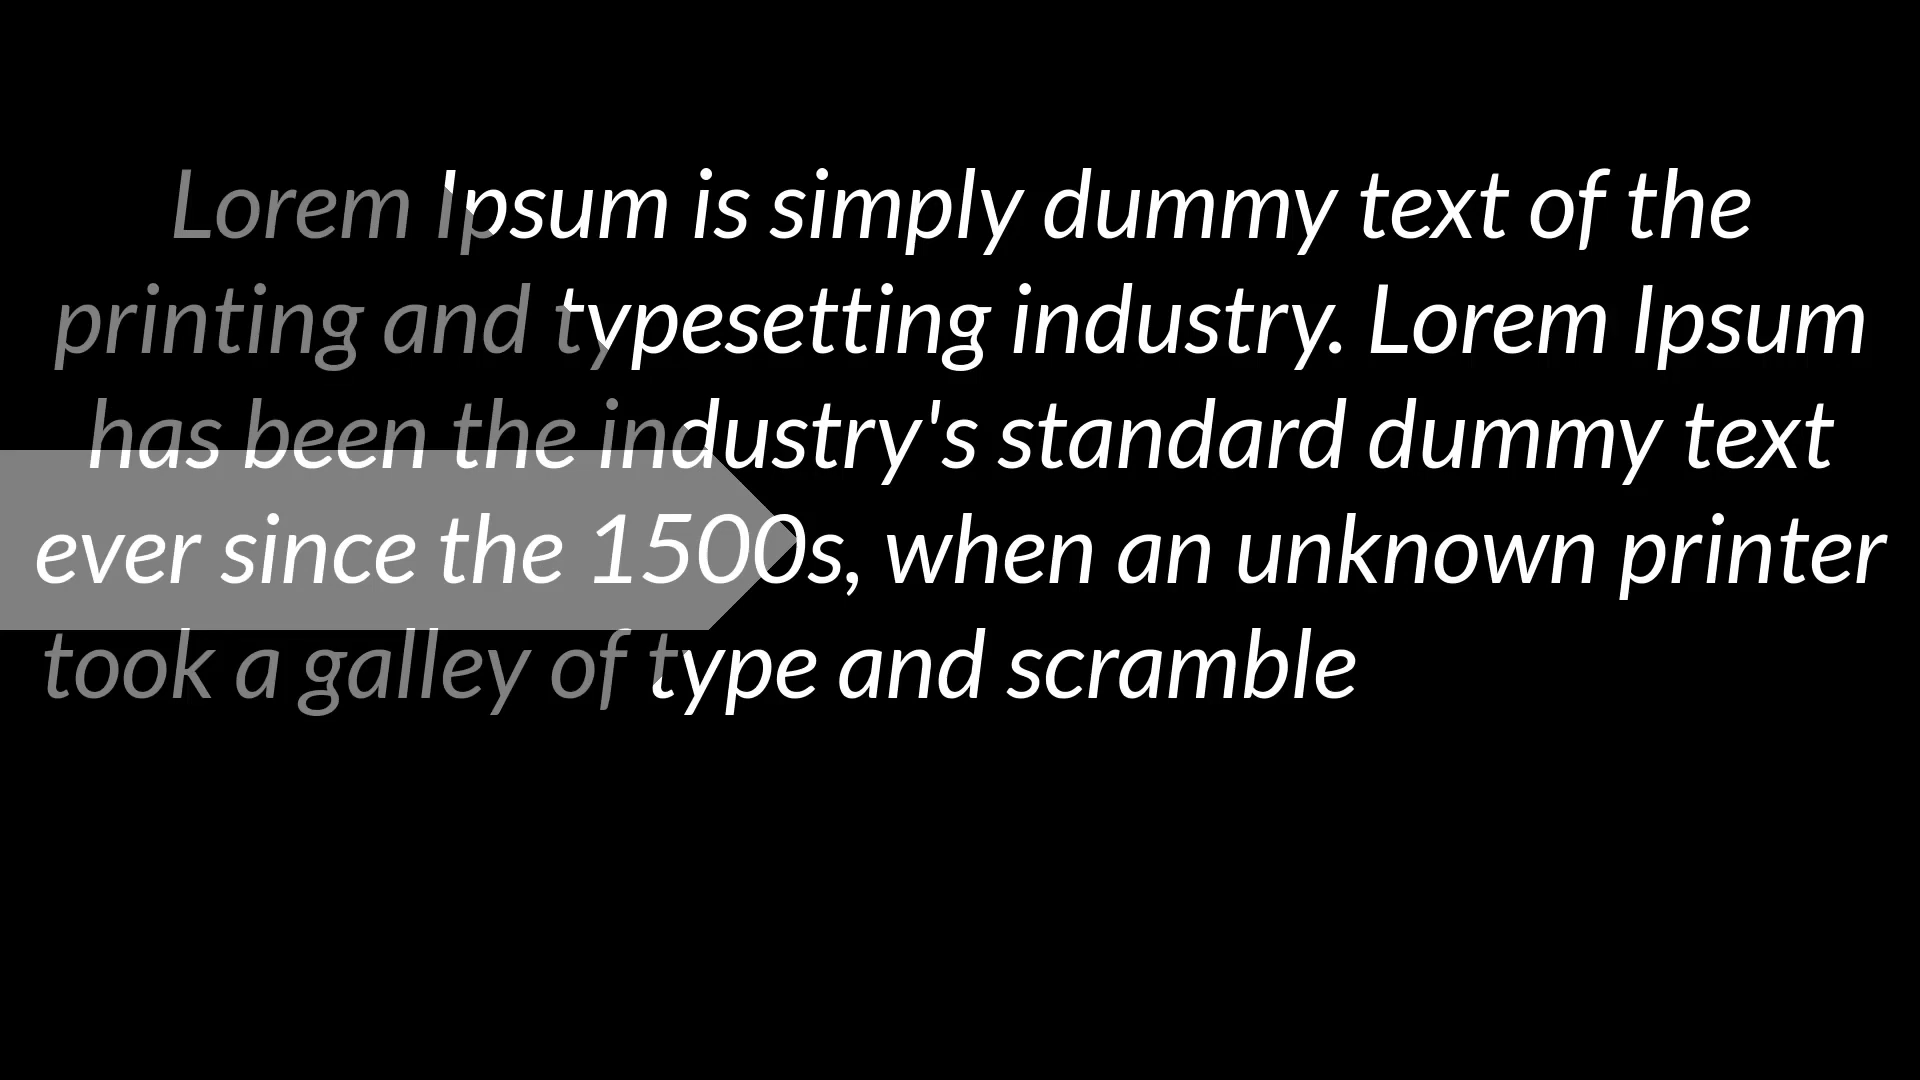 Lorem Ipsum is simply dummy text of the
printing and typesetting industry. Lorem Ipsum
has been the industry's standard dummy text
ever since the 1500s, when an unknown printer
took a galley of type and scramble